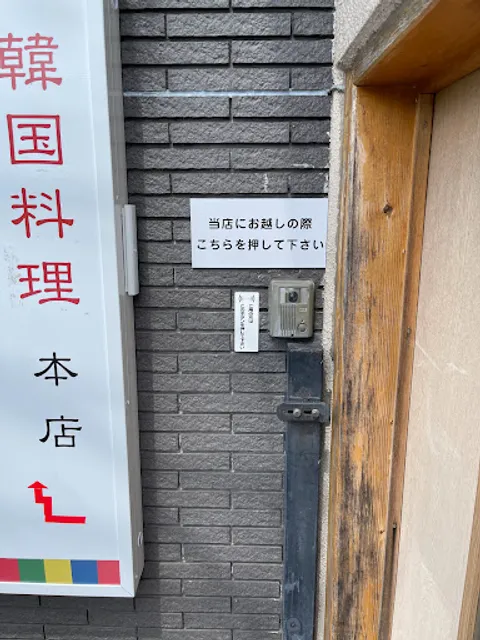 韓国料理
本店
当店にお越しの際
こちらを押して下さい